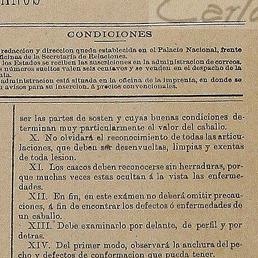 Carlo
CONDICIONES
redaccion y direccion queda establecida en el Palacio Nacional, frente
oficina de la Secretaría de Relaciones.
los Estados se reciben las suscriciones en la administracion de correos.
números sueltos valen seis centavos y se venden en el despacho de la
nta.
administracion está situada en la oficina de la imprenta, en donde se
avisos para su insercion, á precios convencionales.
ser las partes de sosten y cuyas buenas condiciones de-
terminan muy particularmente el valor del caballo.
X. No olvidará el reconocimiento de todas las articu-
laciones, que deben ser desenvueltas, limpias y exentas
de toda lesion.
XI. Los cascos deben reconocerse sin herraduras, por-
que muchas veces estas ocultan á la vista las enferme-
dades.
XII. En fin, en este exámen no deberá omitir precau-
ciones, á fin de encontrar los defectos ó enfermedades de
un caballo.
XIII. Debe examinarlo por delante, de perfil y por
detras.
XIV. Del primer modo, observará la anchura del pe-
cho y defectos de conformacion que pueda tener.